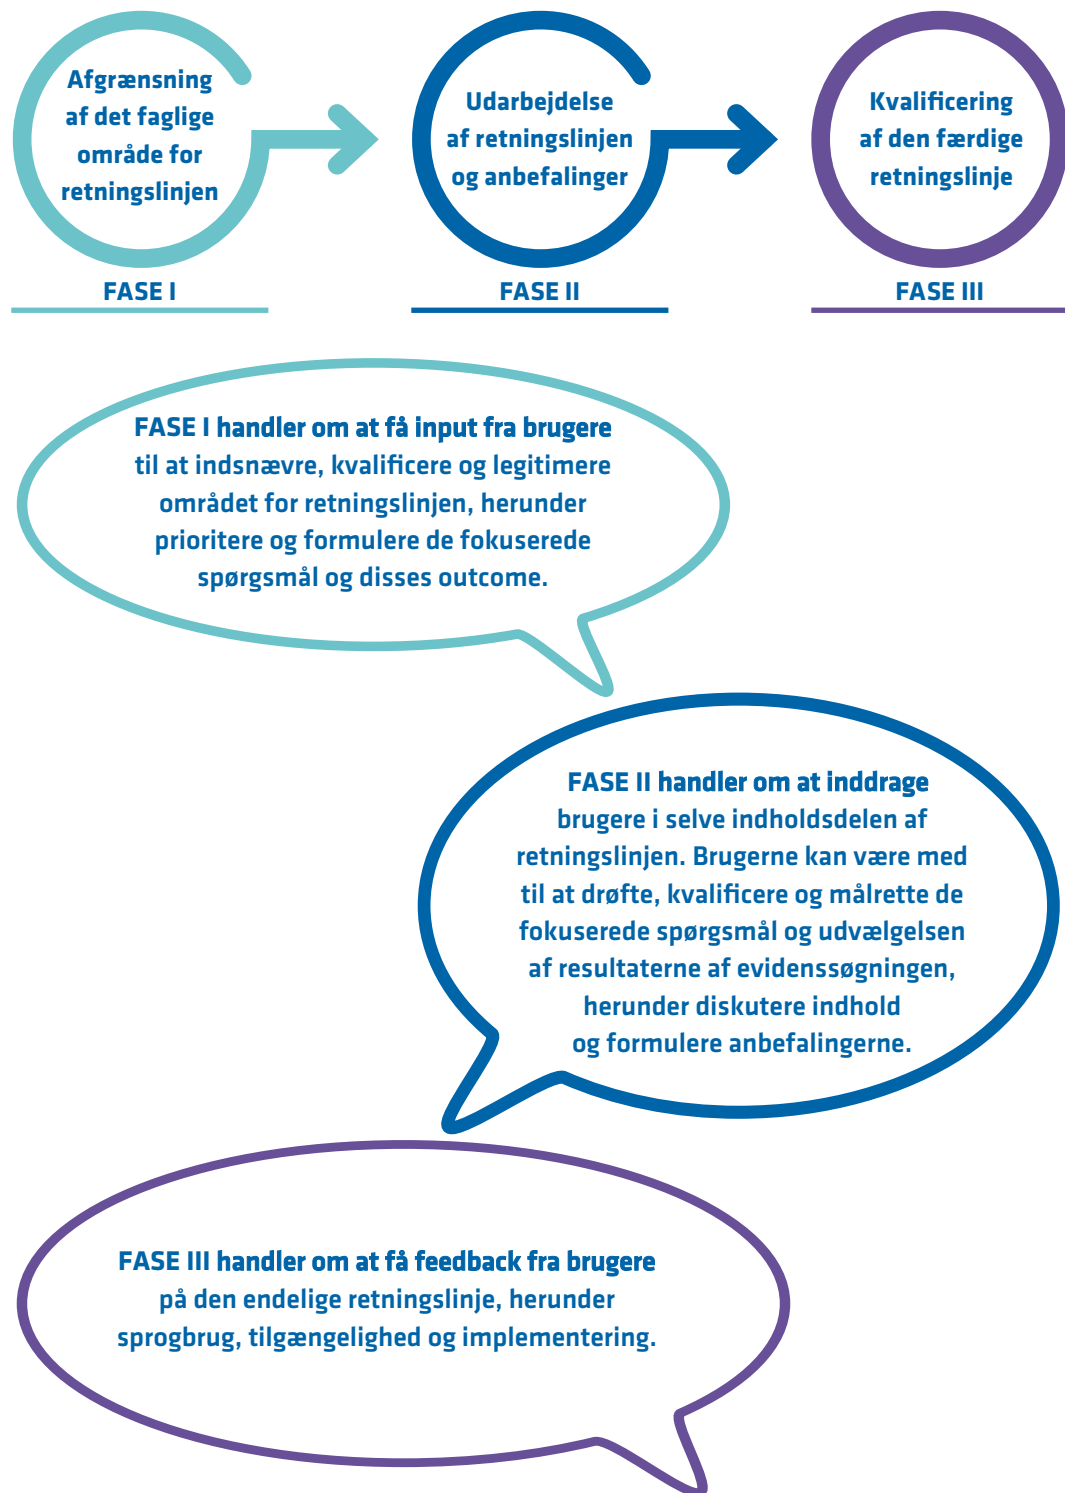 Afgrænsning
af det faglige
område for
retningslinjen
FASE I
Udarbejdelse
af retningslinjen
og anbefalinger
FASE II
Kvalificering
af den færdige
retningslinje
FASE III
FASE I handler om at få input fra brugere
til at indsnævre, kvalificere og legitimere
området for retningslinjen, herunder
prioritere og formulere de fokuserede
spørgsmål og disses outcome.
FASE II handler om at inddrage
brugere i selve indholdsdelen af
retningslinjen. Brugerne kan være med
til at drøfte, kvalificere og målrette de
fokuserede spørgsmål og udvælgelsen
af resultaterne af evidenssøgningen,
herunder diskutere indhold
og formulere anbefalingerne.
FASE III handler om at få feedback fra brugere
på den endelige retningslinje, herunder
sprogbrug, tilgængelighed og implementering.